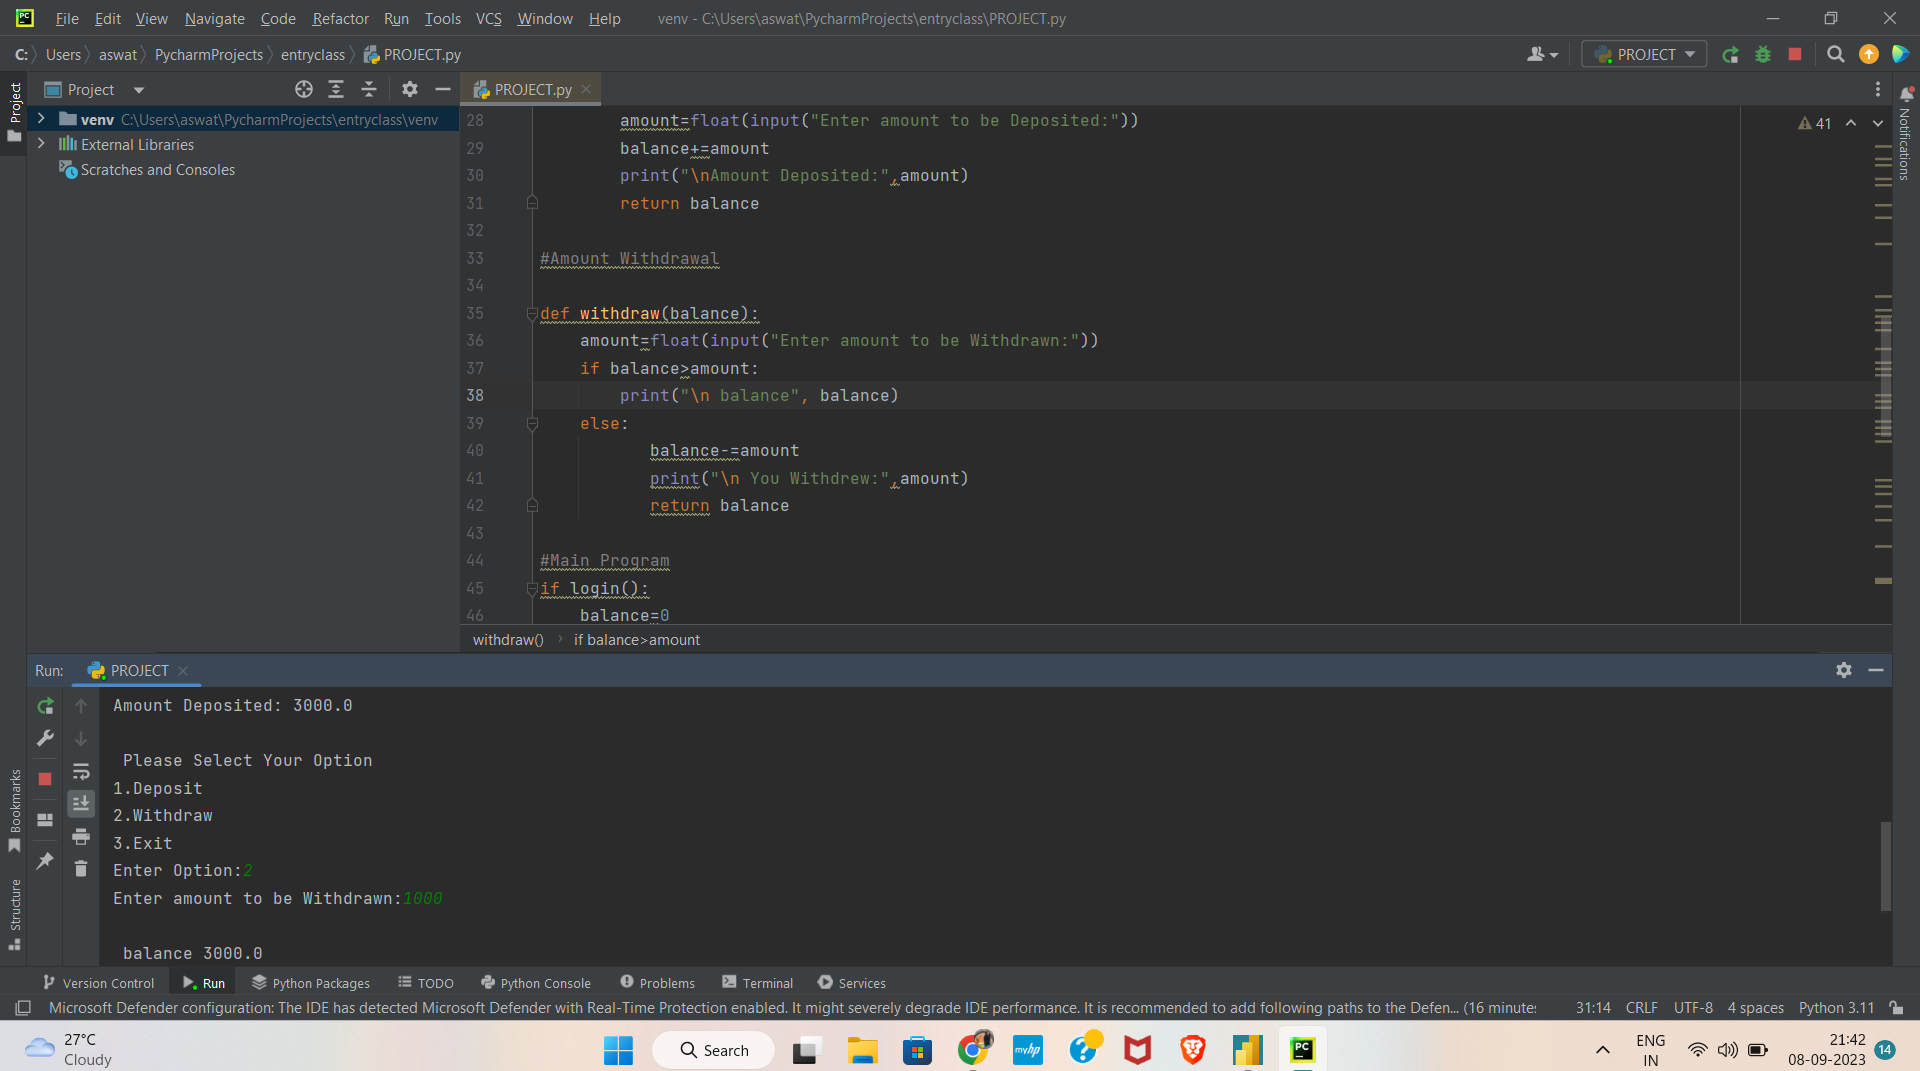 File Edit View Navigate Code Refactor Run Tools VCS Window Help venv - C:\Users\aswat\PycharmProjects\entryclass\PROJECT.py
C: Users aswat PycharmProjects entryclass PROJECT.py PROJECT
Project Project PROJECT.py
venv C:\Users\aswat\PycharmProjects\entryclass\venv
External Libraries
Scratches and Consoles
41
Notifications
28 amount=float(input("Enter amount to be Deposited:"))
29 balance+=amount
30 print("\nAmount Deposited:",amount)
31 return balance
32
33 #Amount Withdrawal
34
35 def withdraw(balance):
36 amount=float(input("Enter amount to be Withdrawn:"))
37 if balance>amount:
38 print("\n balance", balance)
39 else:
40 balance-=amount
41 print("\n You Withdrew:",amount)
42 return balance
43
44 #Main Program
45 if login():
46 balance=0
withdraw() if balance>amount
Run: PROJECT
Amount Deposited: 3000.0
Please Select Your Option
1.Deposit
2.Withdraw
3.Exit
Enter Option:2
Enter amount to be Withdrawn:1000
balance 3000.0
Bookmarks
Structure
Version Control Run Python Packages TODO Python Console Problems Terminal Services
Microsoft Defender configuration: The IDE has detected Microsoft Defender with Real-Time Protection enabled. It might severely degrade IDE performance. It is recommended to add following paths to the Defen... (16 minutes 31:14 CRLF UTF-8 4 spaces Python 3.11
27°C
Cloudy
Search
myhp
PC
ENG
IN
21:42
08-09-2023
14